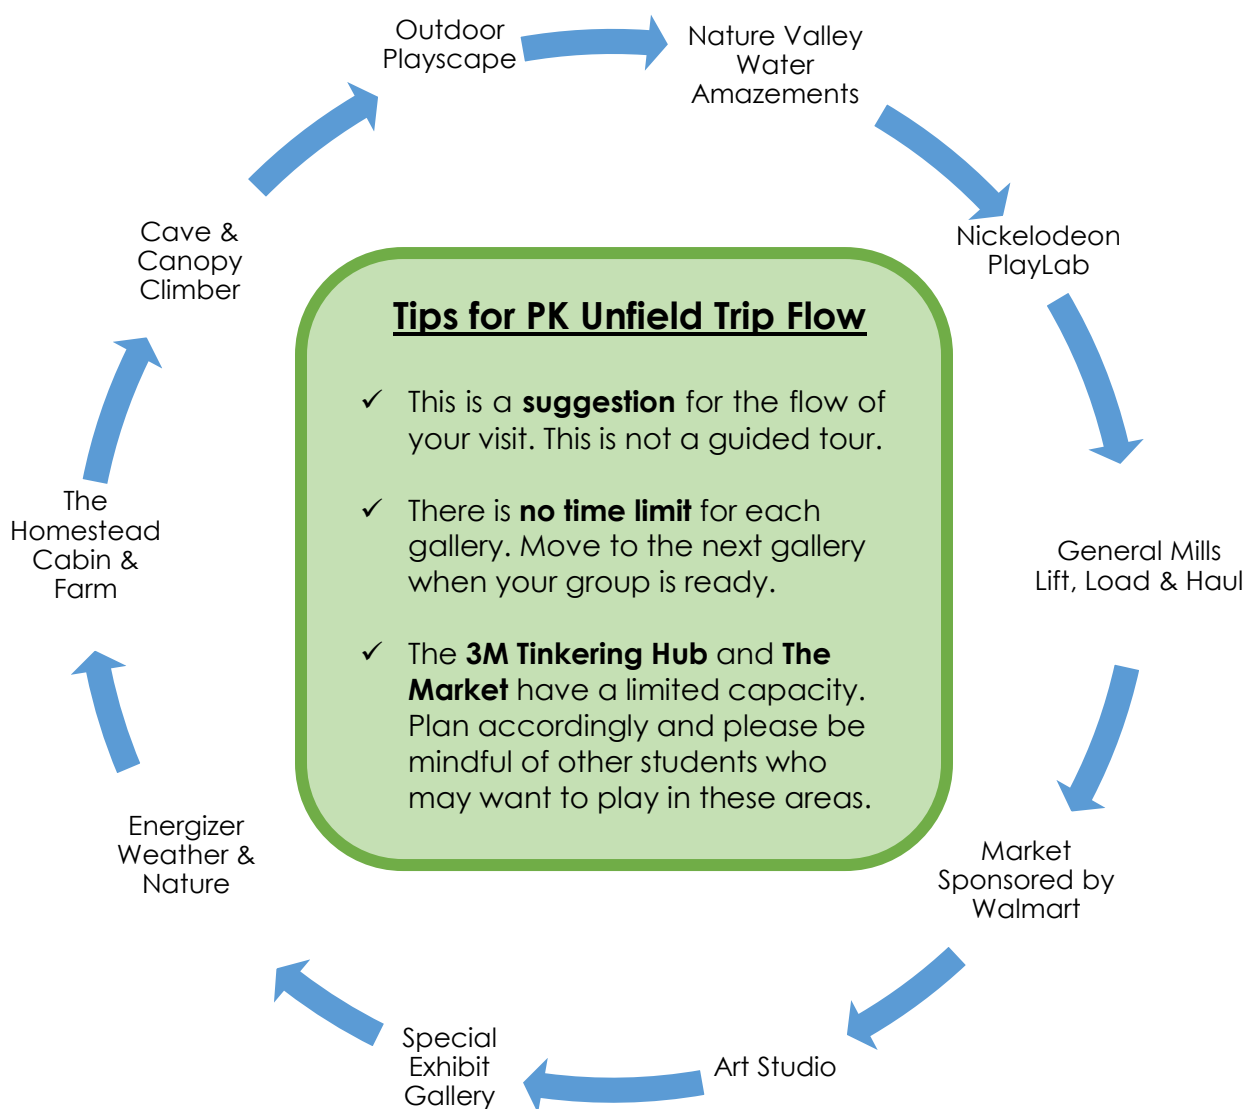 Outdoor
Playscape
Nature Valley
Water
Amazements
Nickelodeon
PlayLab
General Mills
Lift, Load & Haul
Market
Sponsored by
Walmart
Art Studio
Special
Exhibit
Gallery
Energizer
Weather &
Nature
The
Homestead
Cabin &
Farm
Cave &
Canopy
Climber
Tips for PK Unfield Trip Flow
✓ This is a suggestion for the flow of
your visit. This is not a guided tour.
✓ There is no time limit for each
gallery. Move to the next gallery
when your group is ready.
✓ The 3M Tinkering Hub and The
Market have a limited capacity.
Plan accordingly and please be
mindful of other students who
may want to play in these areas.